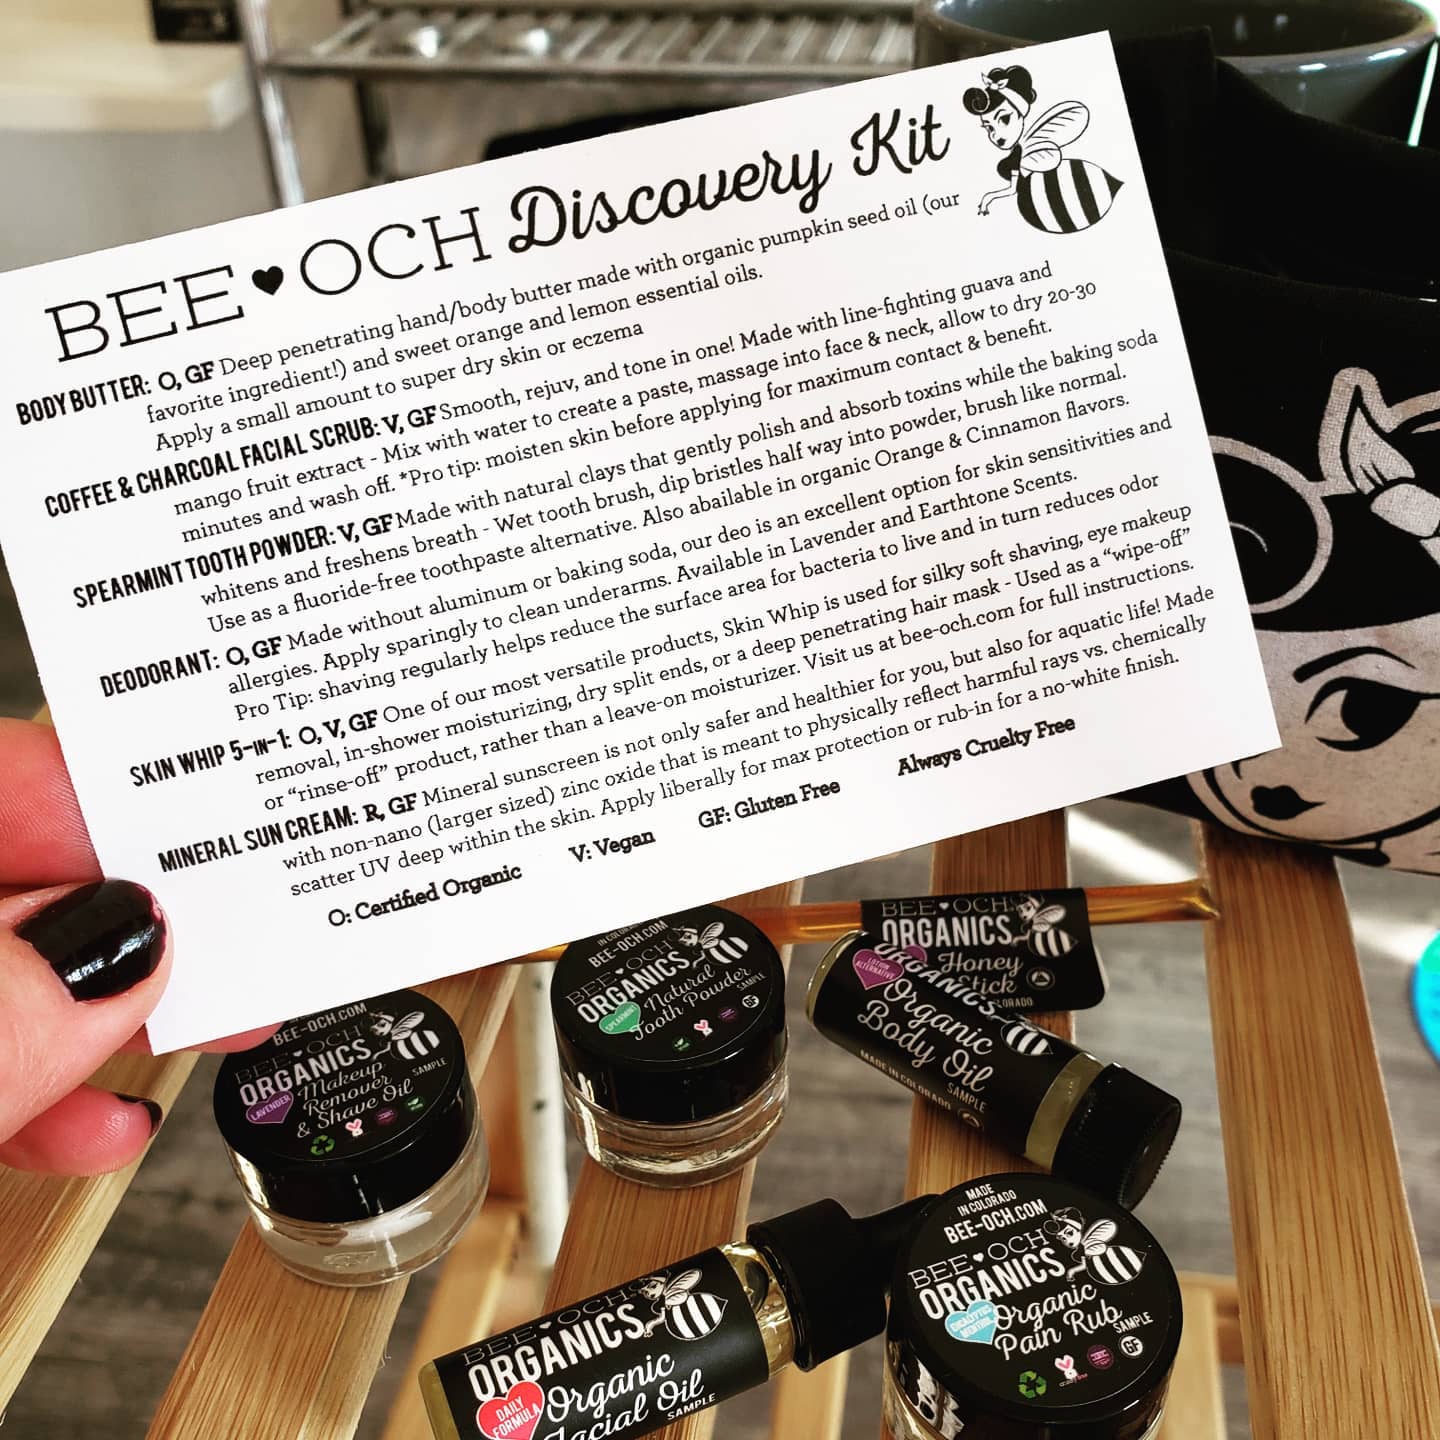 BEE ♥ OCH Discovery Kit
BODY BUTTER: O, GF Deep penetrating hand/body butter made with organic pumpkin seed oil (our
favorite ingredient!) and sweet orange and lemon essential oils.
Apply a small amount to super dry skin or eczema
COFFEE & CHARCOAL FACIAL SCRUB: V, GF Smooth, rejuv, and tone in one! Made with line-fighting guava and
mango fruit extract - Mix with water to create a paste, massage into face & neck, allow to dry 20-30
minutes and wash off. *Pro tip: moisten skin before applying for maximum contact & benefit.
SPEARMINT TOOTH POWDER: V, GF Made with natural clays that gently polish and absorb toxins while the baking soda
whitens and freshens breath - Wet tooth brush, dip bristles half way into powder, brush like normal.
Use as a fluoride-free toothpaste alternative. Also abailable in organic Orange & Cinnamon flavors.
DEODORANT: O, GF Made without aluminum or baking soda, our deo is an excellent option for skin sensitivities and
allergies. Apply sparingly to clean underarms. Available in Lavender and Earthtone Scents.
Pro Tip: shaving regularly helps reduce the surface area for bacteria to live and in turn reduces odor
SKIN WHIP 5-IN-1: O, V, GF One of our most versatile products, Skin Whip is used for silky soft shaving, eye makeup
removal, in-shower moisturizing, dry split ends, or a deep penetrating hair mask - Used as a "wipe-off"
or "rinse-off" product, rather than a leave-on moisturizer. Visit us at bee-och.com for full instructions.
MINERAL SUN CREAM: R, GF Mineral sunscreen is not only safer and healthier for you, but also for aquatic life! Made
with non-nano (larger sized) zinc oxide that is meant to physically reflect harmful rays vs. chemically
scatter UV deep within the skin. Apply liberally for max protection or rub-in for a no-white finish.
O: Certified Organic V: Vegan GF: Gluten Free Always Cruelty Free
BEE-OCH.COM
BEE ♥ OCH
ORGANICS
LAVENDER
Makeup
Remover
& Shave Oil
SAMPLE
IN COLORADO
BEE-OCH.COM
BEE ♥ OCH
ORGANICS
SPEARMINT
Natural
Tooth Powder
SAMPLE
GF
BEE ♥ OCH
ORGANICS
Honey
Stick
COLORADO
LOTION
ALTERNATIVE
ORGANICS
Organic
Body Oil
SAMPLE
MADE IN COLORADO
BEE ♥ OCH
ORGANICS
DAILY
FORMULA
Organic
Facial Oil
SAMPLE
MADE
IN COLORADO
BEE-OCH.COM
BEE ♥ OCH
ORGANICS
EUCALYPTUS
MENTHOL
Organic
Pain Rub
SAMPLE
GF